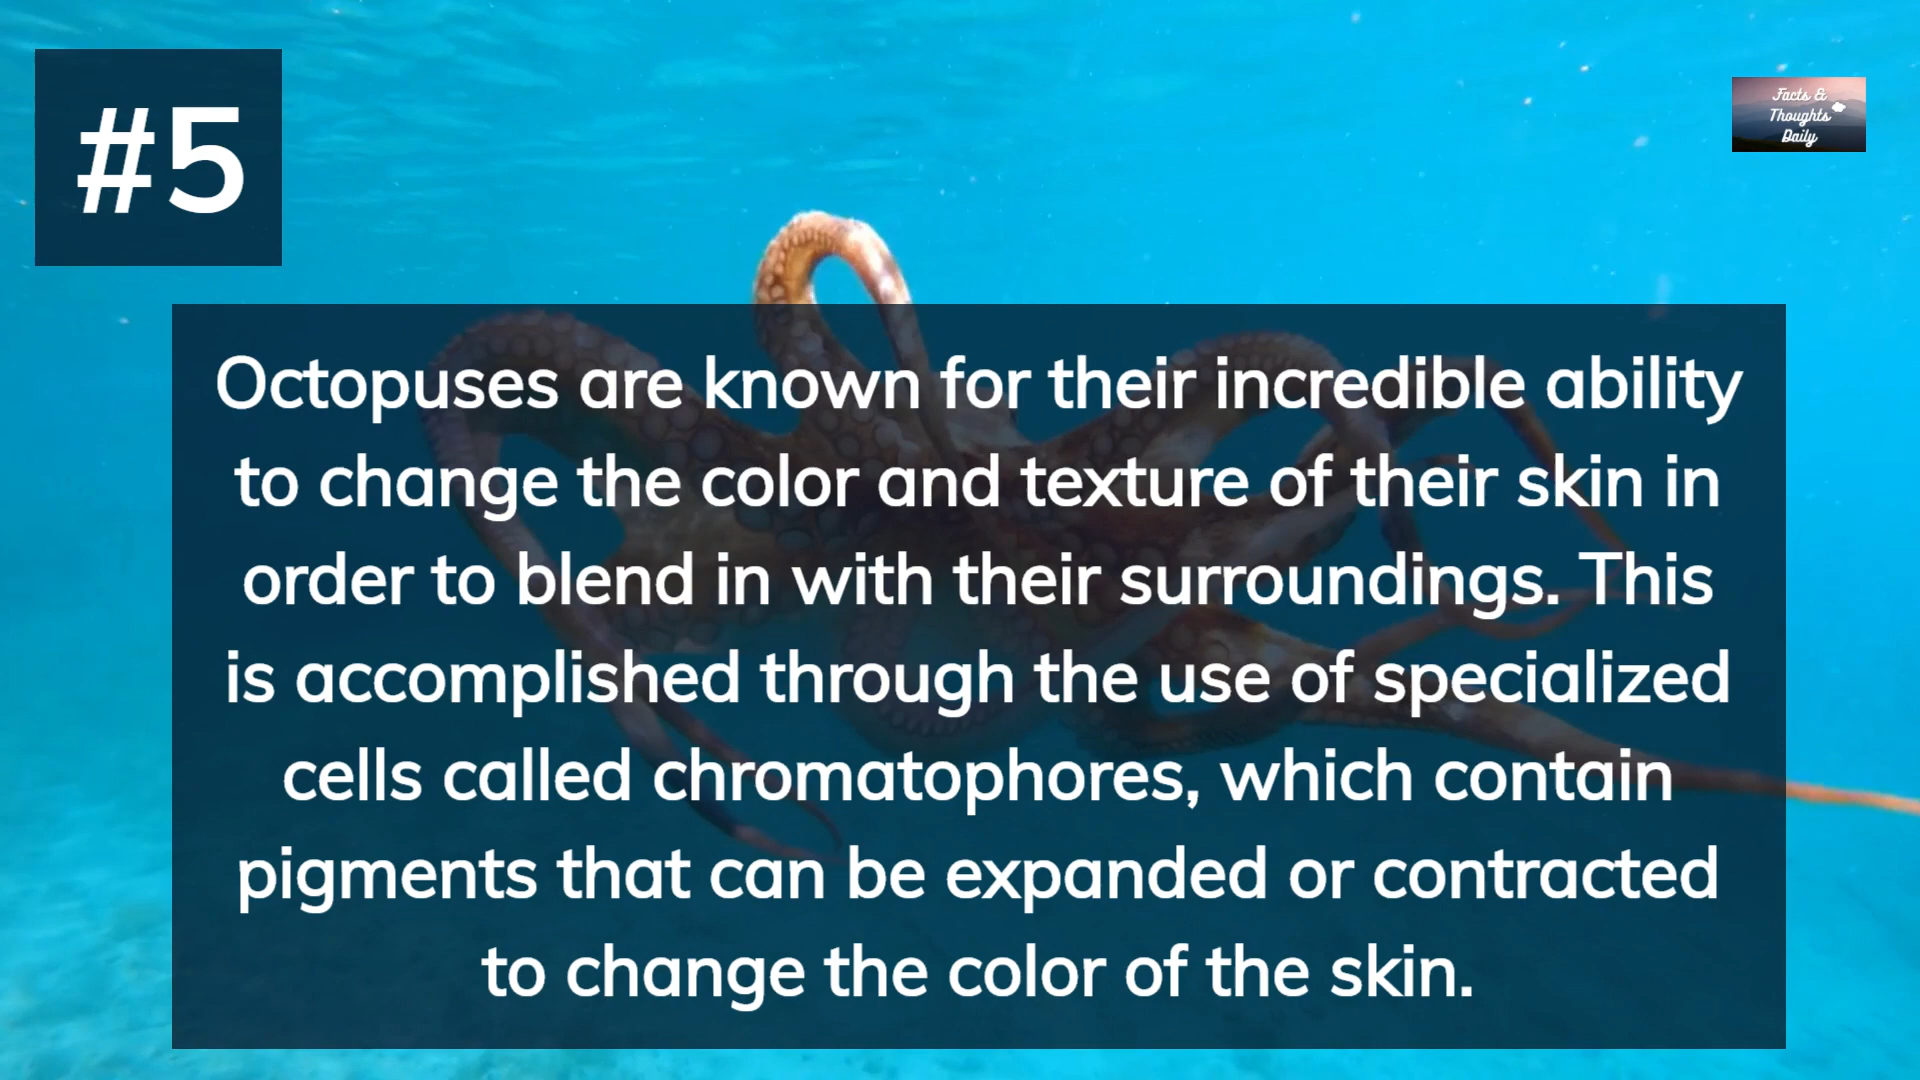 #5
Facts &
Thoughts
Daily
Octopuses are known for their incredible ability
to change the color and texture of their skin in
order to blend in with their surroundings. This
is accomplished through the use of specialized
cells called chromatophores, which contain
pigments that can be expanded or contracted
to change the color of the skin.